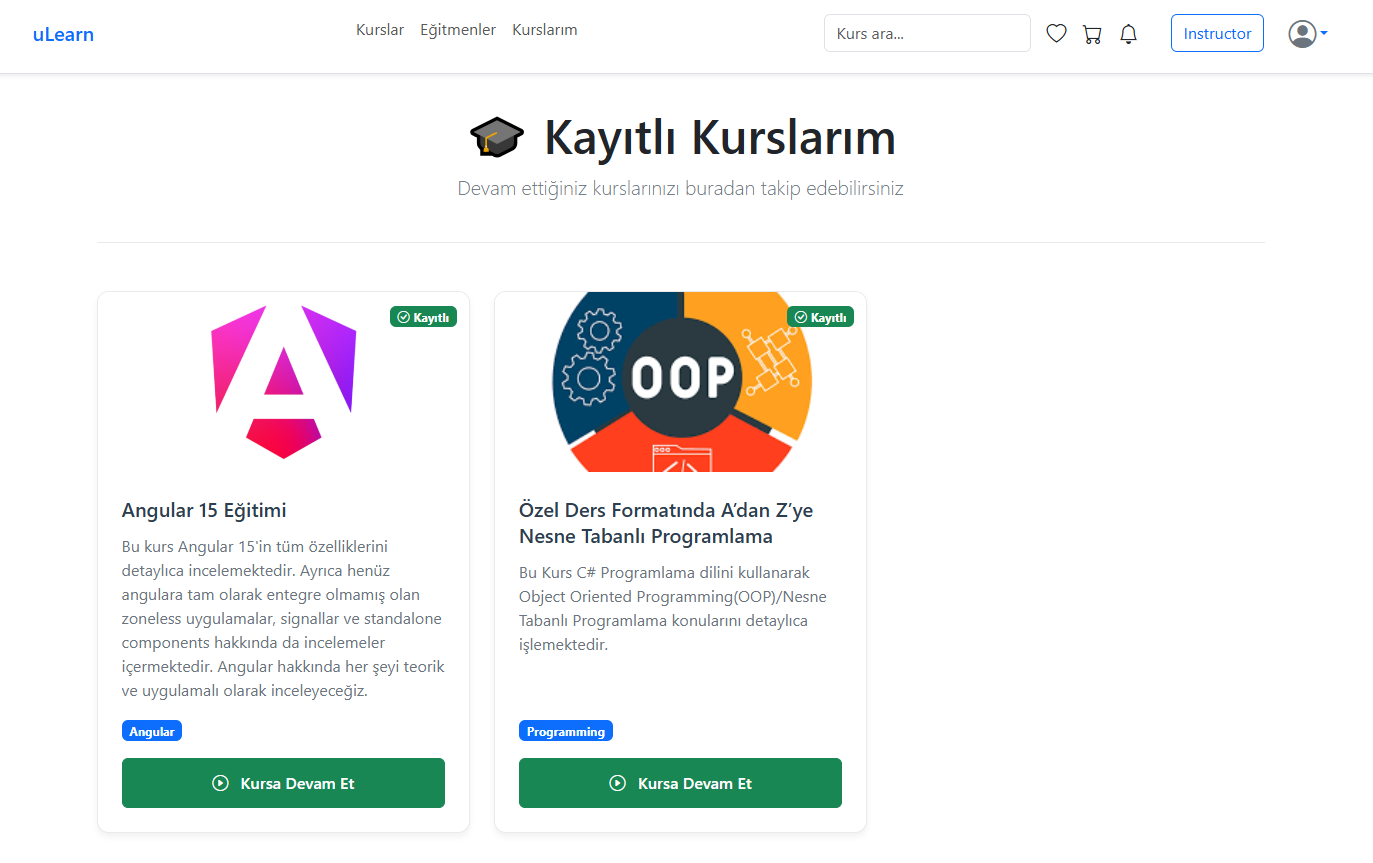 uLearn
Kurslar
Eğitmenler
Kurslarım
Kurs ara...
Instructor
Kayıtlı Kurslarım
Devam ettiğiniz kurslarınızı buradan takip edebilirsiniz
Kayıtlı
Angular 15 Eğitimi
Bu kurs Angular 15'in tüm özelliklerini
detaylıca incelemektedir. Ayrıca henüz
angulara tam olarak entegre olmamış olan
zoneless uygulamalar, signallar ve standalone
components hakkında da incelemeler
içermektedir. Angular hakkında her şeyi teorik
ve uygulamalı olarak inceleyeceğiz.
Angular
Kursa Devam Et
Kayıtlı
OOP
Özel Ders Formatında A’dan Z’ye
Nesne Tabanlı Programlama
Bu Kurs C# Programlama dilini kullanarak
Object Oriented Programming(OOP)/Nesne
Tabanlı Programlama konularını detaylıca
işlemektedir.
Programming
Kursa Devam Et